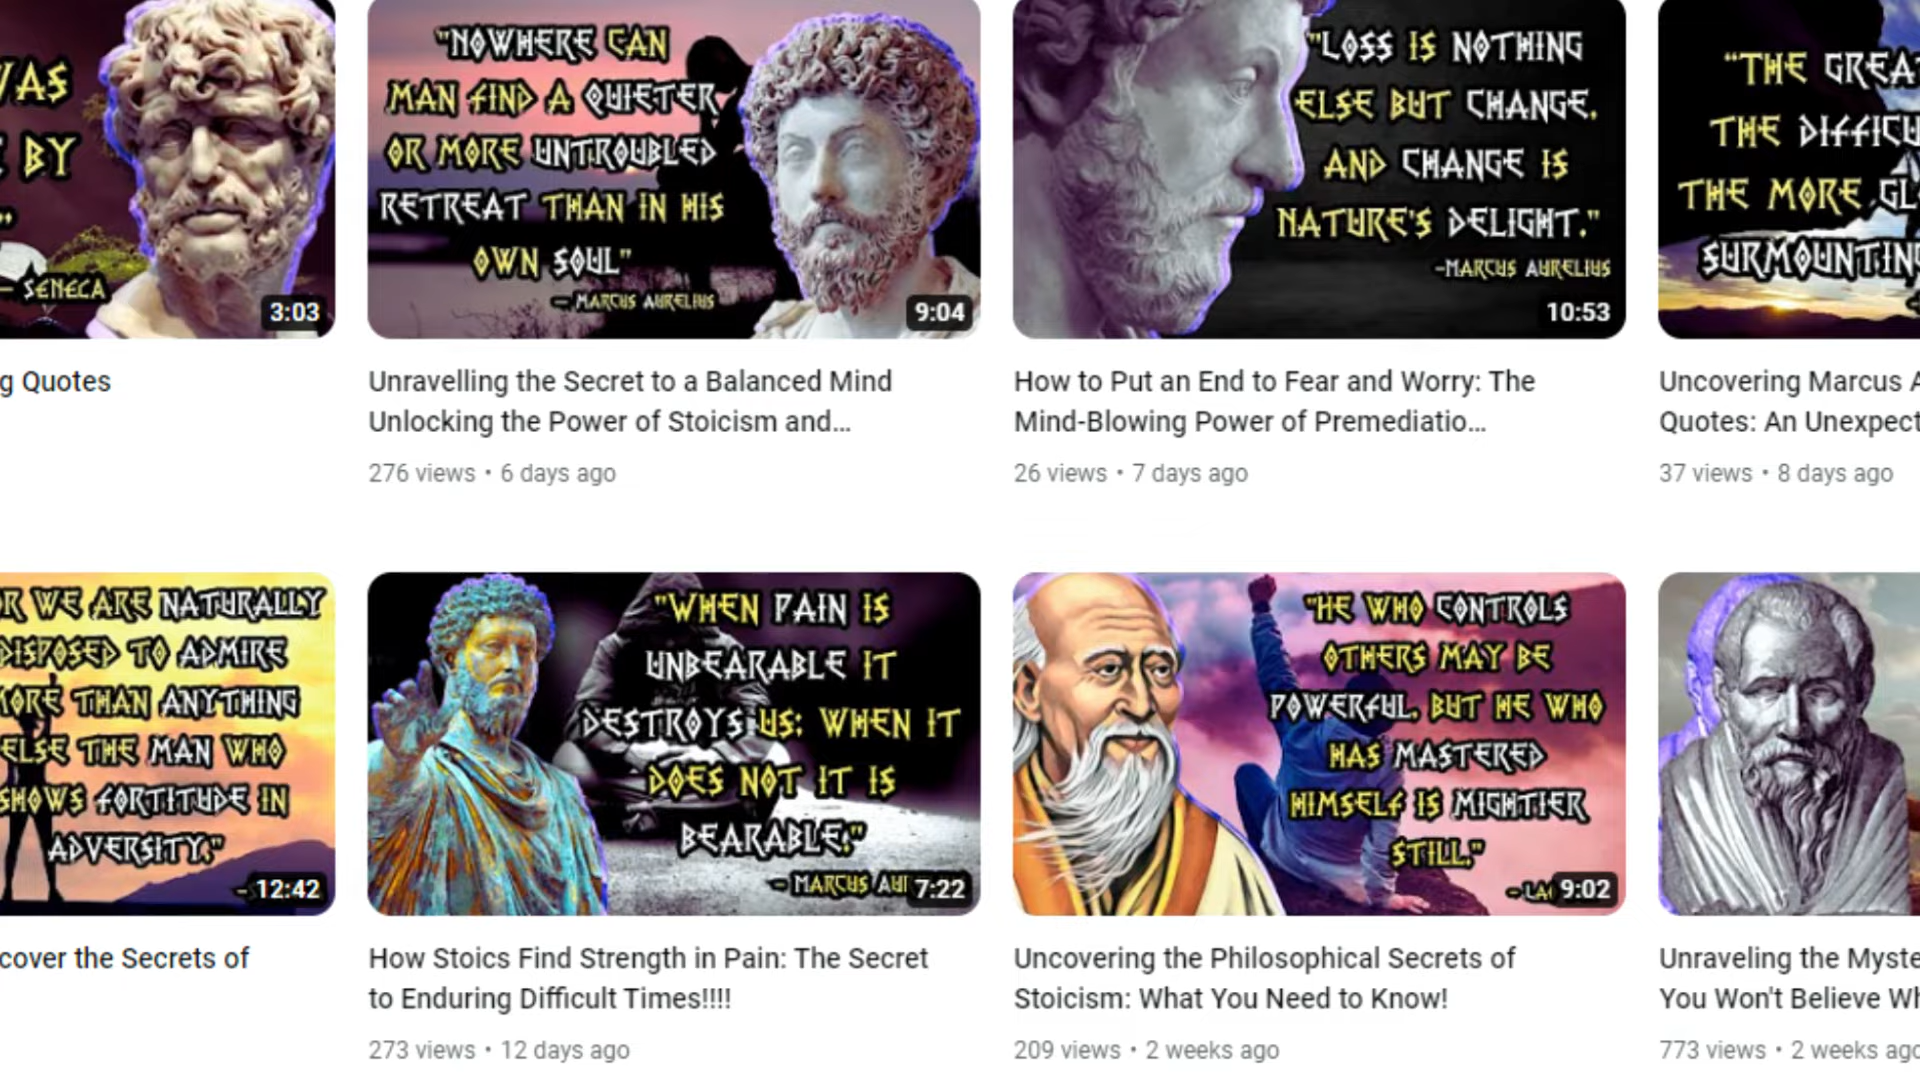 VAS
E BY
"
- SENECA
3:03
g Quotes
"NOWHERE CAN
MAN FIND A QUIETER
OR MORE UNTROUBLED
RETREAT THAN IN HIS
OWN SOUL"
- MARCUS AURELIUS
9:04
Unravelling the Secret to a Balanced Mind
Unlocking the Power of Stoicism and...
276 views • 6 days ago
"LOSS IS NOTHING
ELSE BUT CHANGE,
AND CHANGE IS
NATURE'S DELIGHT."
-MARCUS AURELIUS
10:53
How to Put an End to Fear and Worry: The
Mind-Blowing Power of Premediatio...
26 views • 7 days ago
"THE GREA
THE DIFFICU
THE MORE GL
SURMOUNTIN
Uncovering Marcus A
Quotes: An Unexpect
37 views • 8 days ago
R WE ARE NATURALLY
DISPOSED TO ADMIRE
MORE THAN ANYTHING
ELSE THE MAN WHO
SHOWS FORTITUDE IN
ADVERSITY."
- 12:42
cover the Secrets of
"WHEN PAIN IS
UNBEARABLE IT
DESTROYS US: WHEN IT
DOES NOT IT IS
BEARABLE:"
- MARCUS AUR
7:22
How Stoics Find Strength in Pain: The Secret
to Enduring Difficult Times!!!!
273 views • 12 days ago
"HE WHO CONTROLS
OTHERS MAY BE
POWERFUL, BUT HE WHO
HAS MASTERED
HIMSELF IS MIGHTIER
STILL."
- LAO
9:02
Uncovering the Philosophical Secrets of
Stoicism: What You Need to Know!
209 views • 2 weeks ago
Unraveling the Myste
You Won't Believe Wh
773 views • 2 weeks ago